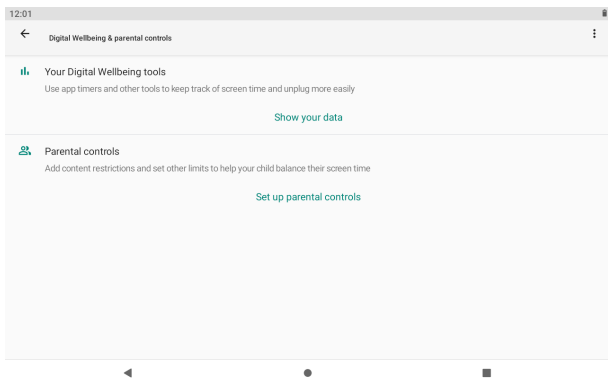 12:01
Digital Wellbeing & parental controls
Your Digital Wellbeing tools
Use app timers and other tools to keep track of screen time and unplug more easily
Show your data
Parental controls
Add content restrictions and set other limits to help your child balance their screen time
Set up parental controls